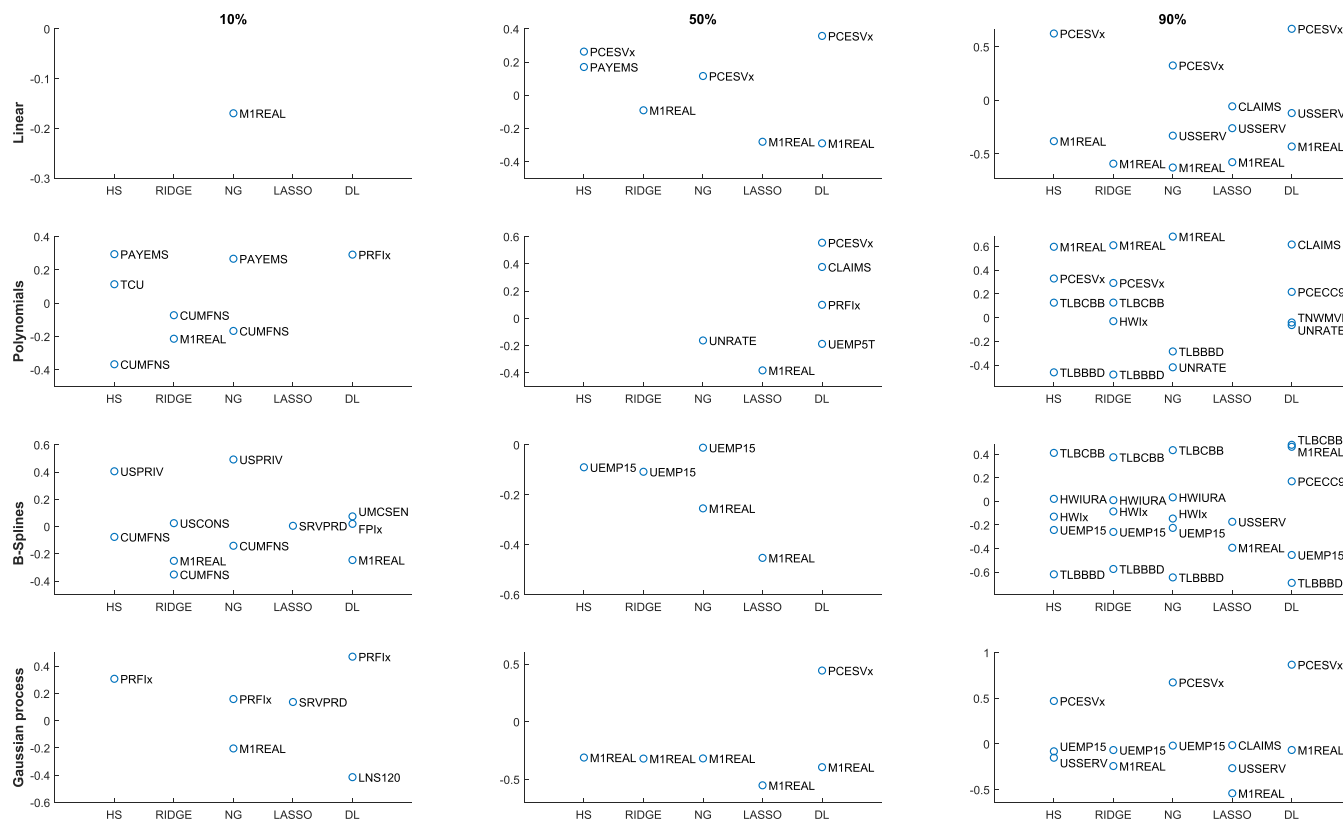 10%
50%
90%
Linear
0
-0.1
-0.2
-0.3
M1REAL
HS RIDGE NG LASSO DL
0.4
0.2
0
-0.2
-0.4
PCESVx
PAYEMS
M1REAL
PCESVx
M1REAL
PCESVx
M1REAL
HS RIDGE NG LASSO DL
0.5
0
-0.5
PCESVx
M1REAL
M1REAL
PCESVx
USSERV
M1REAL
CLAIMS
USSERV
M1REAL
PCESVx
USSERV
M1REAL
HS RIDGE NG LASSO DL
Polynomials
0.4
0.2
0
-0.2
-0.4
PAYEMS
TCU
CUMFNS
CUMFNS
M1REAL
PAYEMS
CUMFNS
PRFIx
HS RIDGE NG LASSO DL
0.6
0.4
0.2
0
-0.2
-0.4
UNRATE
M1REAL
PCESVx
CLAIMS
PRFIx
UEMP5T
HS RIDGE NG LASSO DL
0.6
0.4
0.2
0
-0.2
-0.4
M1REAL
PCESVx
TLBCBB
TLBBBD
M1REAL
PCESVx
TLBCBB
HWIx
TLBBBD
M1REAL
TLBBBD
UNRATE
CLAIMS
PCECC9
TNWMV
UNRATE
HS RIDGE NG LASSO DL
B-Splines
0.6
0.4
0.2
0
-0.2
-0.4
USPRIV
CUMFNS
USCONS
M1REAL
CUMFNS
USPRIV
CUMFNS
SRVPRD
UMCSEN
FPIx
M1REAL
HS RIDGE NG LASSO DL
0
-0.2
-0.4
-0.6
UEMP15
UEMP15
UEMP15
M1REAL
M1REAL
HS RIDGE NG LASSO DL
0.4
0.2
0
-0.2
-0.4
-0.6
TLBCBB
HWIURA
HWIx
UEMP15
TLBBBD
TLBCBB
HWIURA
HWIx
UEMP15
TLBBBD
TLBCBB
HWIURA
HWIx
UEMP15
TLBBBD
USSERV
M1REAL
TLBCBB
M1REAL
PCECC9
UEMP15
TLBBBD
HS RIDGE NG LASSO DL
Gaussian process
0.4
0.2
0
-0.2
-0.4
-0.6
PRFIx
PRFIx
M1REAL
SRVPRD
PRFIx
LNS120
HS RIDGE NG LASSO DL
0.5
0
-0.5
M1REAL
M1REAL
M1REAL
M1REAL
PCESVx
M1REAL
HS RIDGE NG LASSO DL
1
0.5
0
-0.5
PCESVx
UEMP15
USSERV
UEMP15
M1REAL
PCESVx
UEMP15
CLAIMS
USSERV
M1REAL
PCESVx
M1REAL
HS RIDGE NG LASSO DL